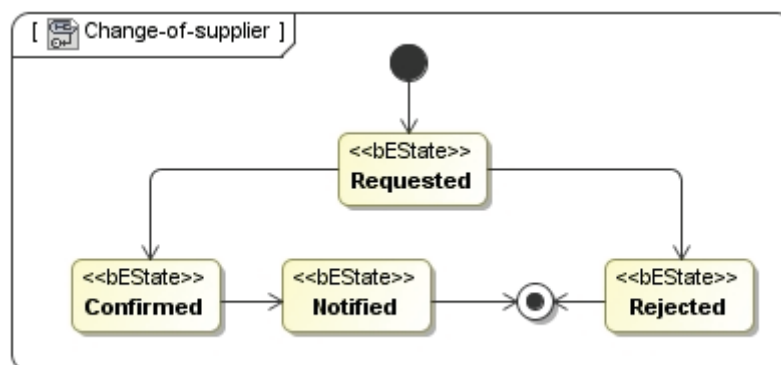 [ Change-of-supplier ]
<<bEState>>
Requested
<<bEState>>
Confirmed
<<bEState>>
Notified
<<bEState>>
Rejected